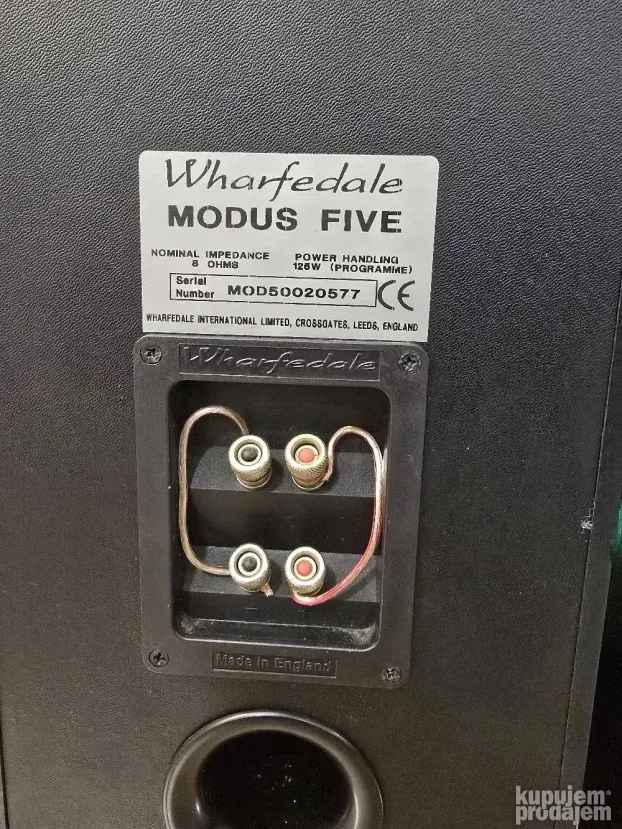 Wharfedale
MODUS FIVE
NOMINAL IMPEDANCE
8 OHMS
POWER HANDLING
125W (PROGRAMME)
Serial
Number
MOD50020577
CE
WHARFEDALE INTERNATIONAL LIMITED, CROSSGATES, LEEDS, ENGLAND
Wharfedale
− +
Made in England
kupujem
prodajem